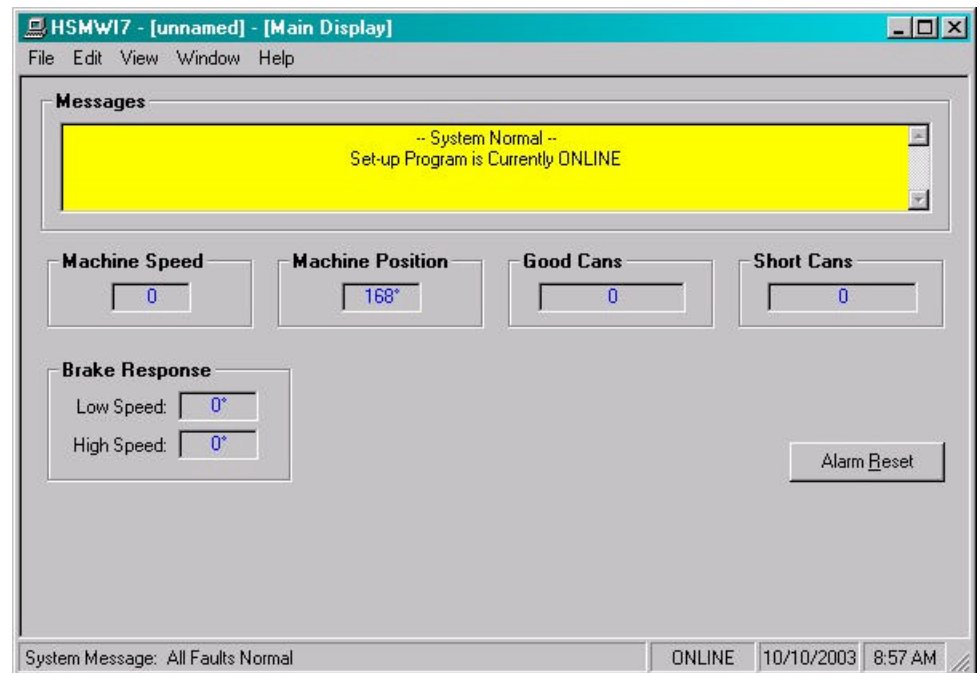 HSMWI7 - [unnamed] - [Main Display]
File Edit View Window Help
Messages
-- System Normal --
Set-up Program is Currently ONLINE
Machine Speed Machine Position Good Cans Short Cans
0 168° 0 0
Brake Response
Low Speed: 0°
High Speed: 0°
Alarm Reset
System Message: All Faults Normal ONLINE 10/10/2003 8:57 AM